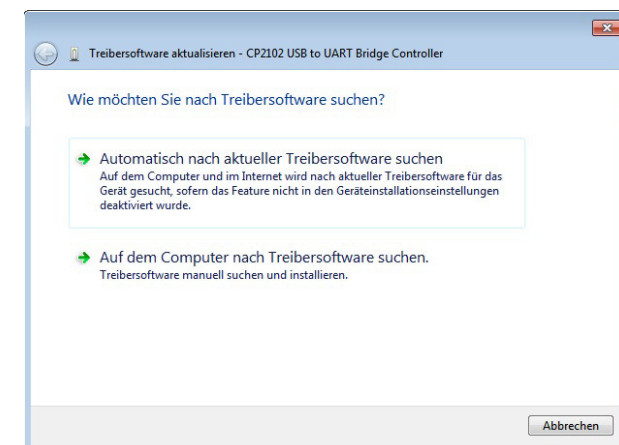 Treibersoftware aktualisieren - CP2102 USB to UART Bridge Controller
Wie möchten Sie nach Treibersoftware suchen?
Automatisch nach aktueller Treibersoftware suchen
Auf dem Computer und im Internet wird nach aktueller Treibersoftware für das
Gerät gesucht, sofern das Feature nicht in den Geräteinstallationseinstellungen
deaktiviert wurde.
Auf dem Computer nach Treibersoftware suchen.
Treibersoftware manuell suchen und installieren.
Abbrechen